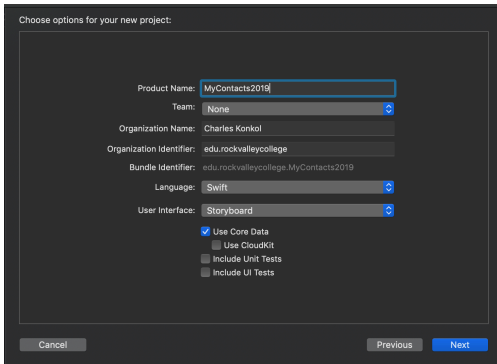 Choose options for your new project:
Product Name: MyContacts2019
Team: None
Organization Name: Charles Konkol
Organization Identifier: edu.rockvalleycollege
Bundle Identifier: edu.rockvalleycollege.MyContacts2019
Language: Swift
User Interface: Storyboard
Use Core Data
Use CloudKit
Include Unit Tests
Include UI Tests
Cancel Previous Next